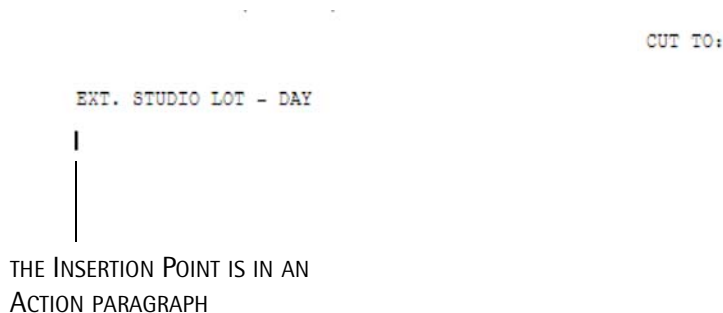 CUT TO:
EXT. STUDIO LOT - DAY
THE INSERTION POINT IS IN AN
ACTION PARAGRAPH